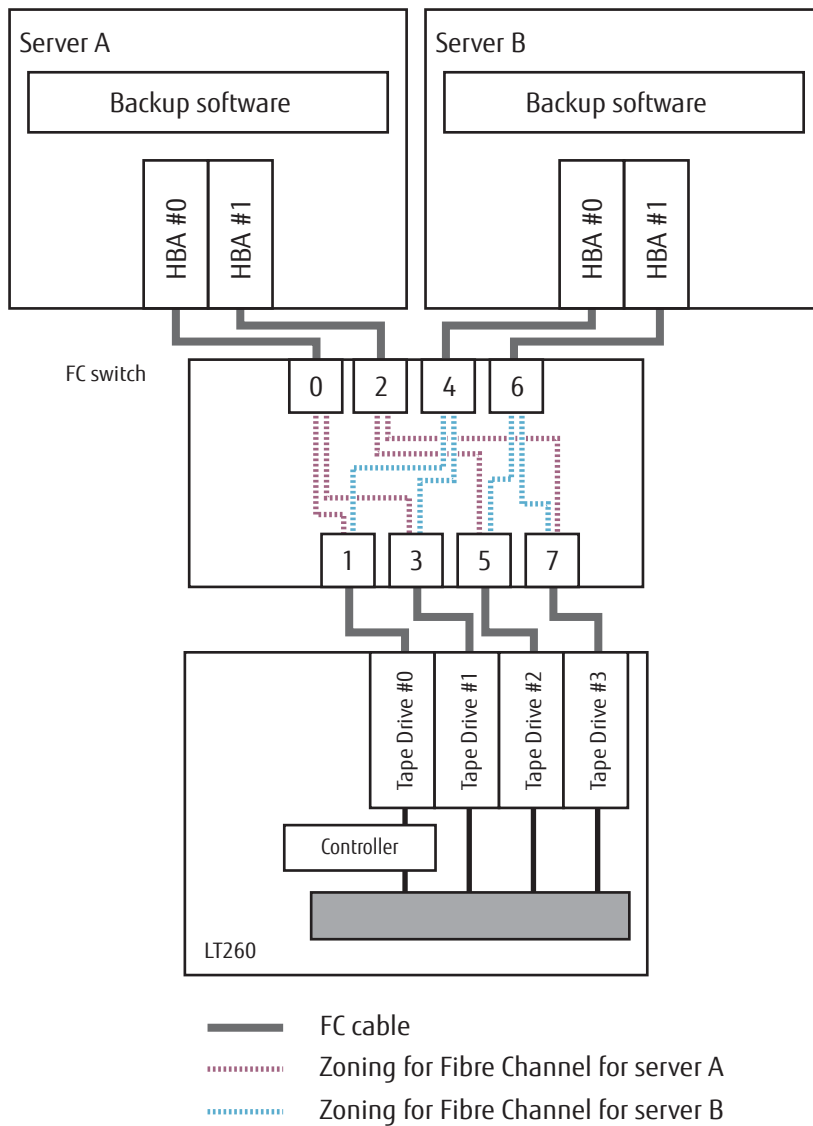 Server A
Server B
Backup software
Backup software
HBA #0
HBA #1
HBA #0
HBA #1
FC switch
0
2
4
6
1
3
5
7
Tape Drive #0
Tape Drive #1
Tape Drive #2
Tape Drive #3
Controller
LT260
FC cable
Zoning for Fibre Channel for server A
Zoning for Fibre Channel for server B